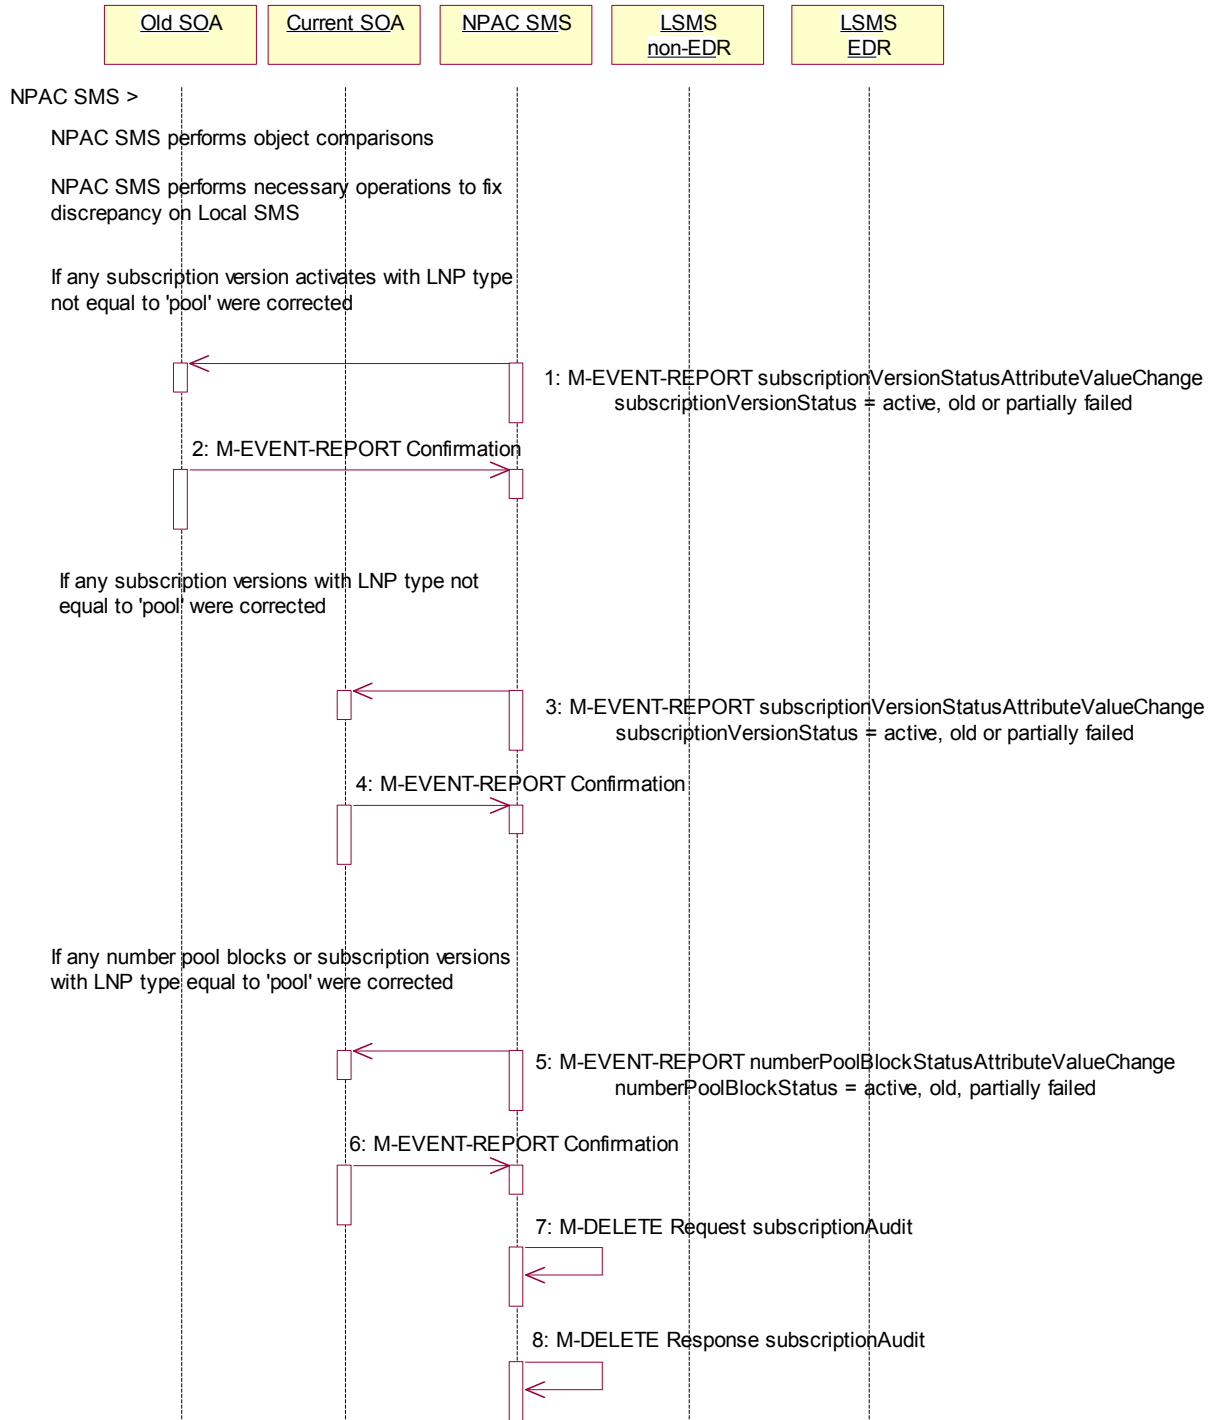 Old SOA
Current SOA
NPAC SMS
LSMS
non-EDR
LSMS
EDR
NPAC SMS >
NPAC SMS performs object comparisons
NPAC SMS performs necessary operations to fix
discrepancy on Local SMS
If any subscription version activates with LNP type
not equal to 'pool' were corrected
1: M-EVENT-REPORT subscriptionVersionStatusAttributeValueChange
subscriptionVersionStatus = active, old or partially failed
2: M-EVENT-REPORT Confirmation
If any subscription versions with LNP type not
equal to 'pool' were corrected
3: M-EVENT-REPORT subscriptionVersionStatusAttributeValueChange
subscriptionVersionStatus = active, old or partially failed
4: M-EVENT-REPORT Confirmation
If any number pool blocks or subscription versions
with LNP type equal to 'pool' were corrected
5: M-EVENT-REPORT numberPoolBlockStatusAttributeValueChange
numberPoolBlockStatus = active, old, partially failed
6: M-EVENT-REPORT Confirmation
7: M-DELETE Request subscriptionAudit
8: M-DELETE Response subscriptionAudit